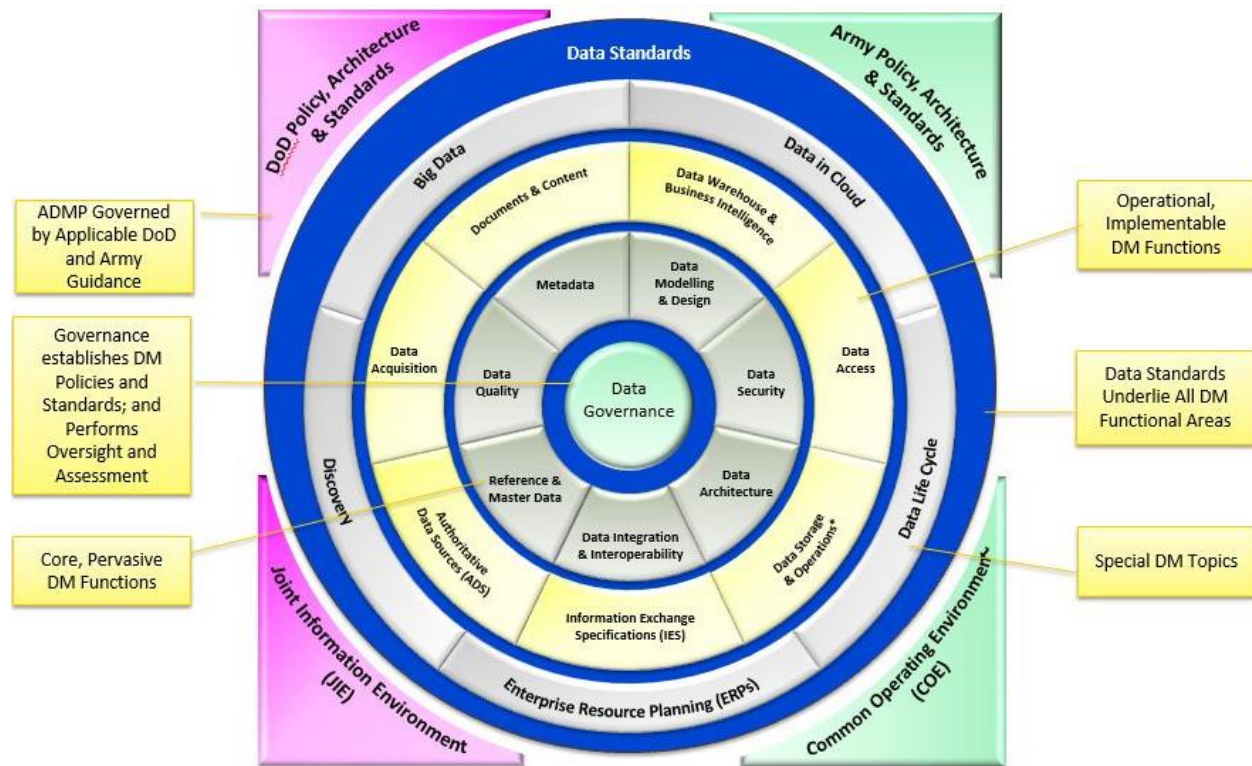 DoD Policy, Architecture
& Standards
Data Standards
Army Policy, Architecture
& Standards
Big Data
Data in Cloud
Documents & Content
Data Warehouse &
Business Intelligence
ADMP Governed
by Applicable DoD
and Army
Guidance
Operational,
Implementable
DM Functions
Metadata
Data
Modelling
& Design
Governance
establishes DM
Policies and
Standards; and
Performs
Oversight and
Assessment
Data
Acquisition
Data
Quality
Data
Governance
Data
Security
Data
Access
Data Standards
Underlie All DM
Functional Areas
Discovery
Reference &
Master Data
Data
Architecture
Data Life Cycle
Authoritative
Data Sources (ADS)
Data Integration
& Interoperability
Data Storage
& Operations*
Core, Pervasive
DM Functions
Special DM Topics
Information Exchange
Specifications (IES)
Enterprise Resource Planning (ERPs)
Joint Information Environment
(JIE)
Common Operating Environment
(COE)